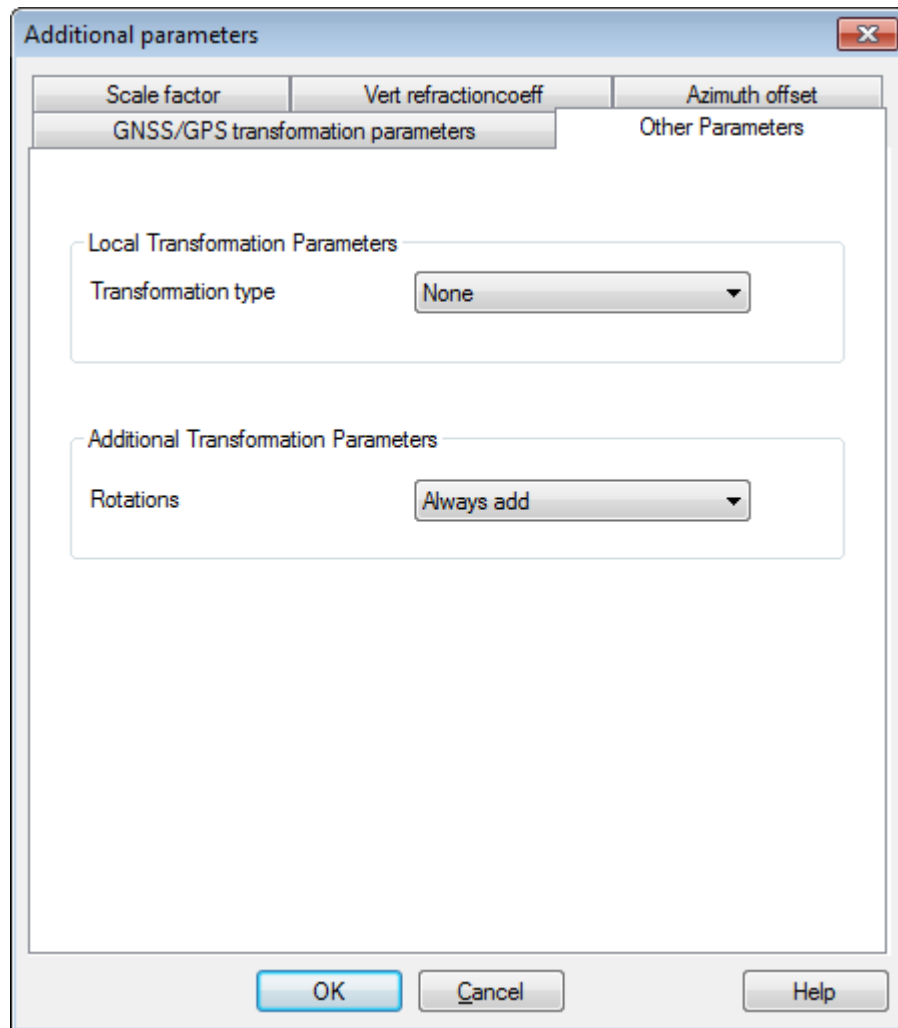 Additional parameters
Scale factor Vert refractioncoeff Azimuth offset
GNSS/GPS transformation parameters Other Parameters
Local Transformation Parameters
Transformation type None
Additional Transformation Parameters
Rotations Always add
OK Cancel Help